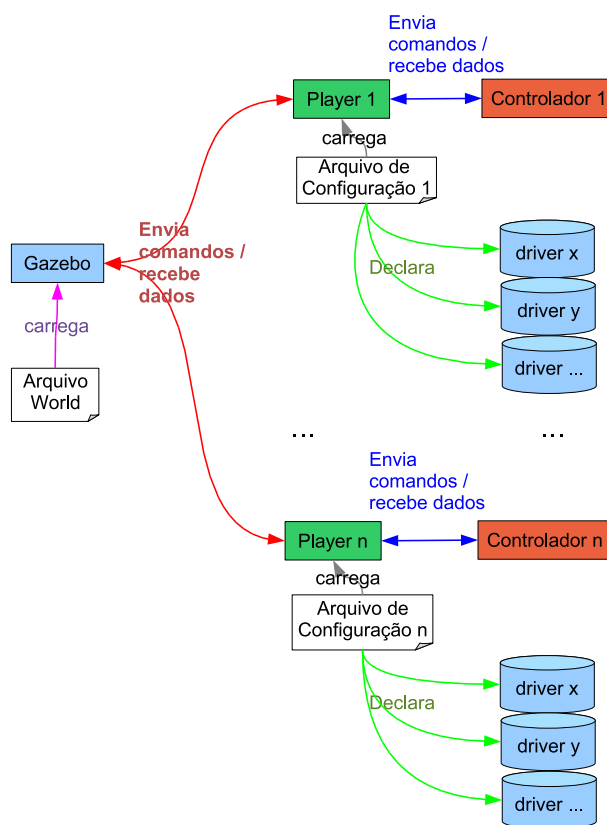 Envia
comandos /
recebe dados
Player 1
Controlador 1
carrega
Arquivo de
Configuração 1
Envia
comandos /
recebe
dados
Gazebo
Declara
driver x
driver y
driver ...
carrega
Arquivo
World
...
...
Envia
comandos /
recebe dados
Player n
Controlador n
carrega
Arquivo de
Configuração n
Declara
driver x
driver y
driver ...